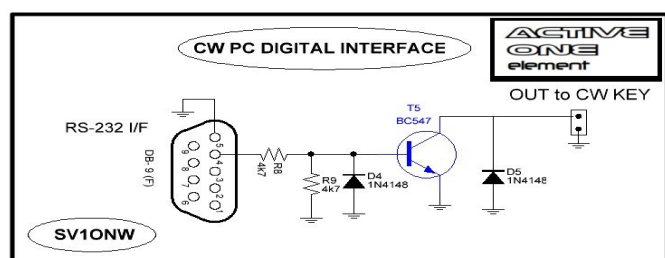 CW PC DIGITAL INTERFACE
ACTIVE
ONE
element
OUT to CW KEY
RS-232 I/F
T5
BC547
DB-9 (F)
5
4
3
2
1
9
8
7
6
R8
4k7
R9
4k7
D4
1N4148
D5
1N4148
SV1ONW